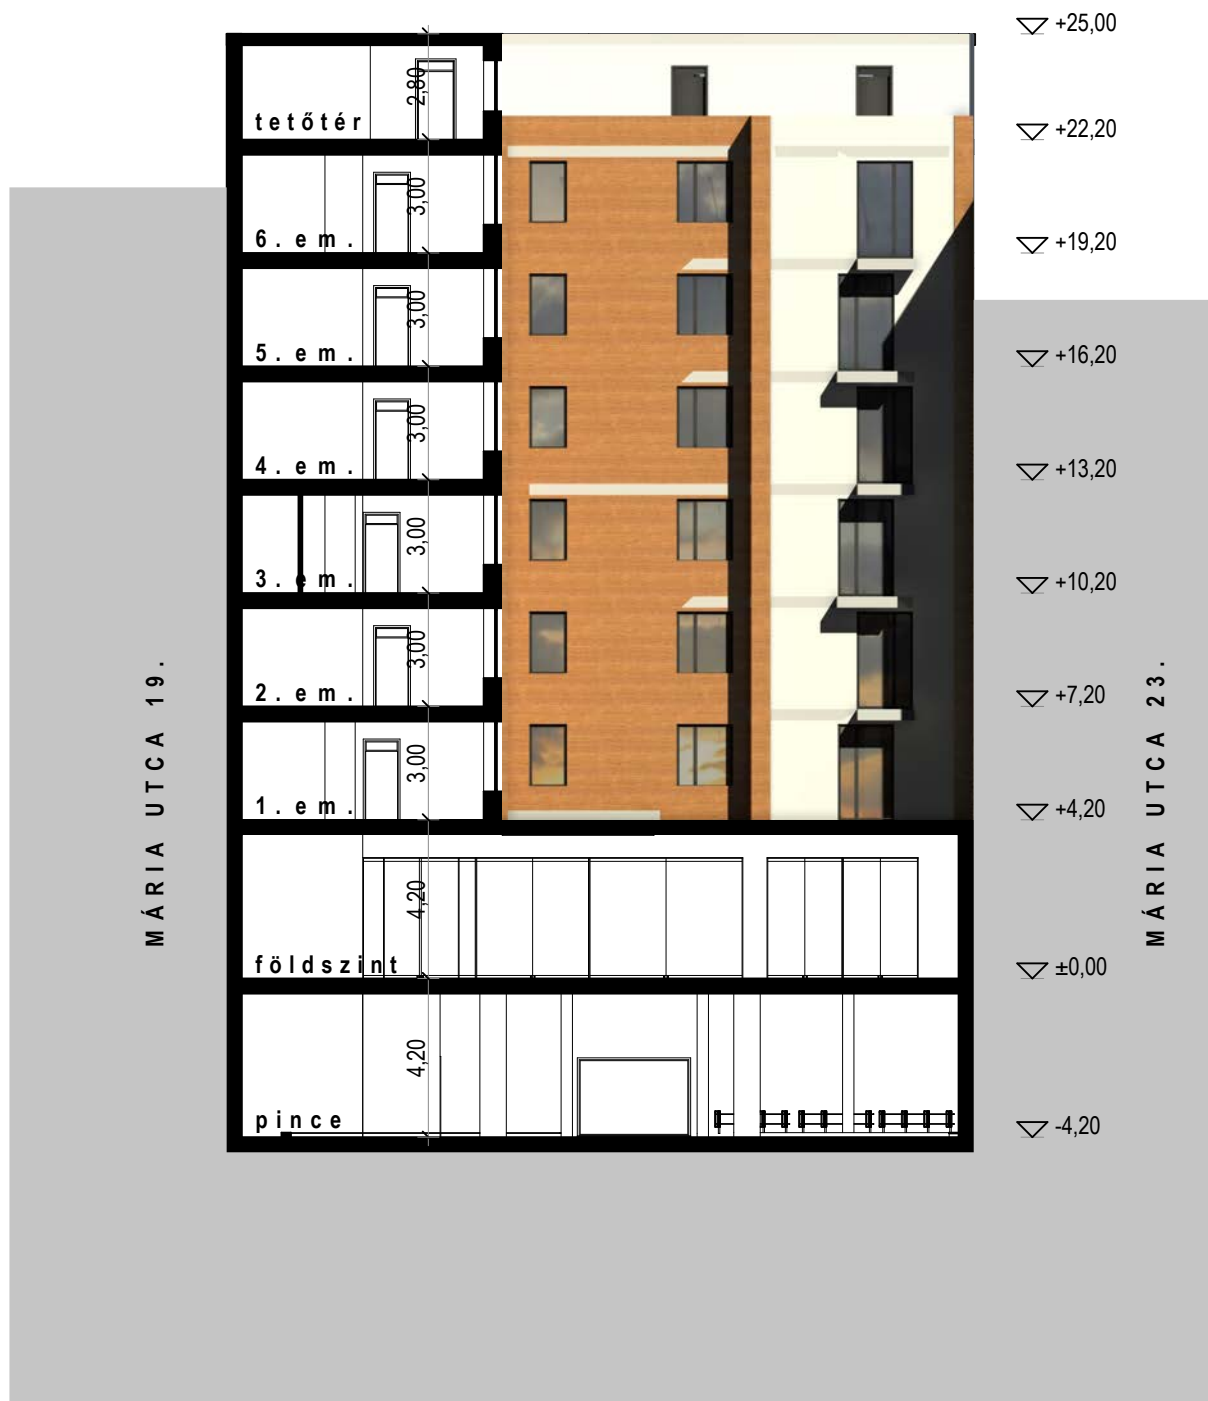 +25,00
2,80
tetőtér
+22,20
3,00
6. em.
+19,20
3,00
5. em.
+16,20
3,00
4. em.
+13,20
3,00
3. em.
+10,20
3,00
2. em.
+7,20
3,00
1. em.
+4,20
4,20
földszint
±0,00
4,20
pince
-4,20
MÁRIA UTCA 19.
MÁRIA UTCA 23.